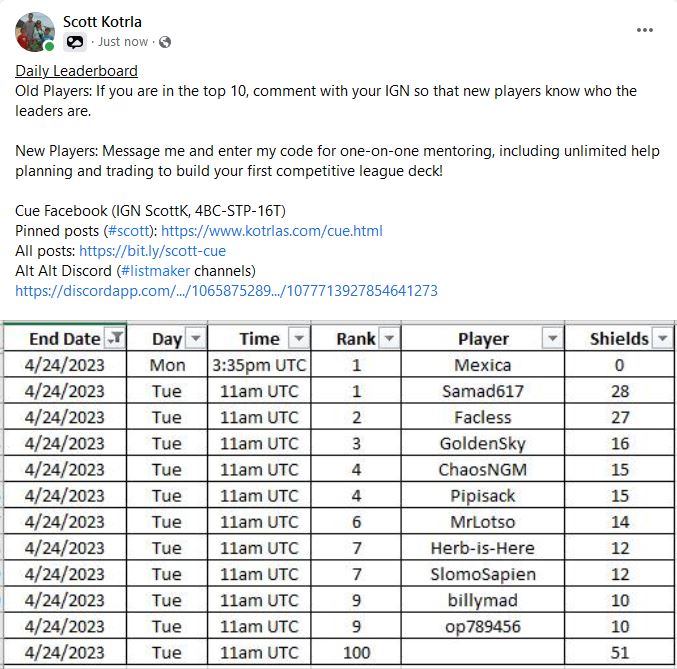 Scott Kotrla
· Just now ·
Daily Leaderboard
Old Players: If you are in the top 10, comment with your IGN so that new players know who the
leaders are.
New Players: Message me and enter my code for one-on-one mentoring, including unlimited help
planning and trading to build your first competitive league deck!
Cue Facebook (IGN ScottK, 4BC-STP-16T)
Pinned posts (#scott): https://www.kotrlas.com/cue.html
All posts: https://bit.ly/scott-cue
Alt Alt Discord (#listmaker channels)
https://discordapp.com/.../1065875289.../1077713927854641273
End Date Day Time Rank Player Shields
4/24/2023 Mon 3:35pm UTC 1 Mexica 0
4/24/2023 Tue 11am UTC 1 Samad617 28
4/24/2023 Tue 11am UTC 2 Facless 27
4/24/2023 Tue 11am UTC 3 GoldenSky 16
4/24/2023 Tue 11am UTC 4 ChaosNGM 15
4/24/2023 Tue 11am UTC 4 Pipisack 15
4/24/2023 Tue 11am UTC 6 MrLotso 14
4/24/2023 Tue 11am UTC 7 Herb-is-Here 12
4/24/2023 Tue 11am UTC 7 SlomoSapien 12
4/24/2023 Tue 11am UTC 9 billymad 10
4/24/2023 Tue 11am UTC 9 op789456 10
4/24/2023 Tue 11am UTC 100 51